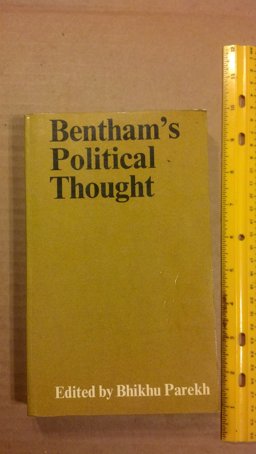 Bentham's
Political
Thought
Edited by Bhikhu Parekh